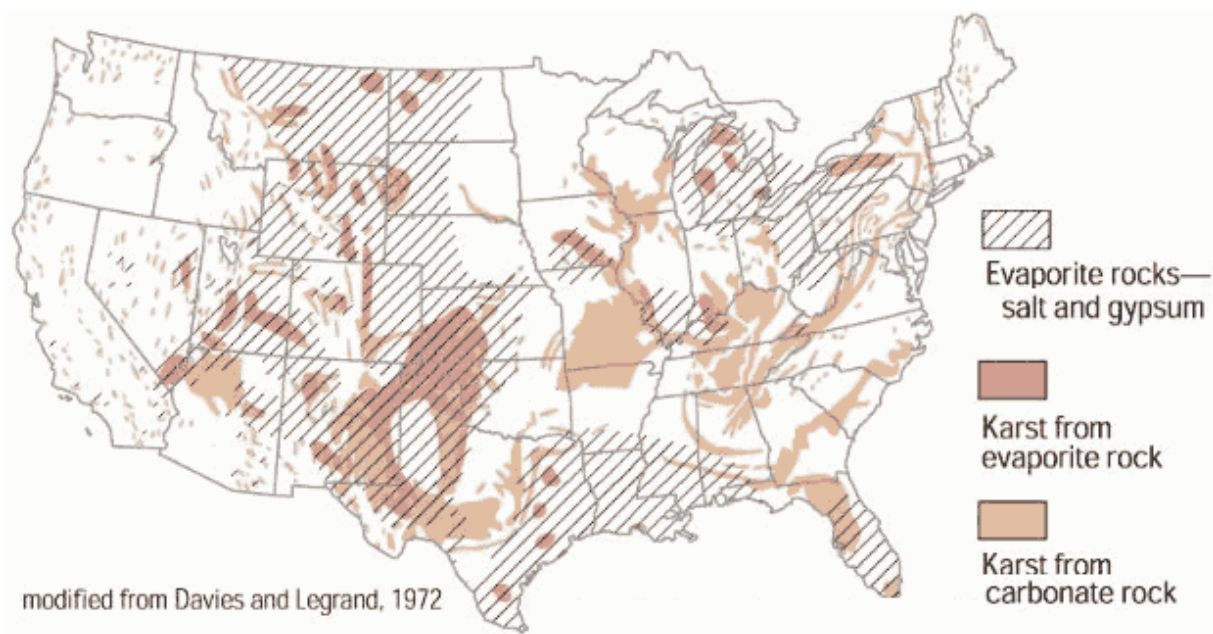 Evaporite rocks—
salt and gypsum
Karst from
evaporite rock
Karst from
carbonate rock
modified from Davies and Legrand, 1972